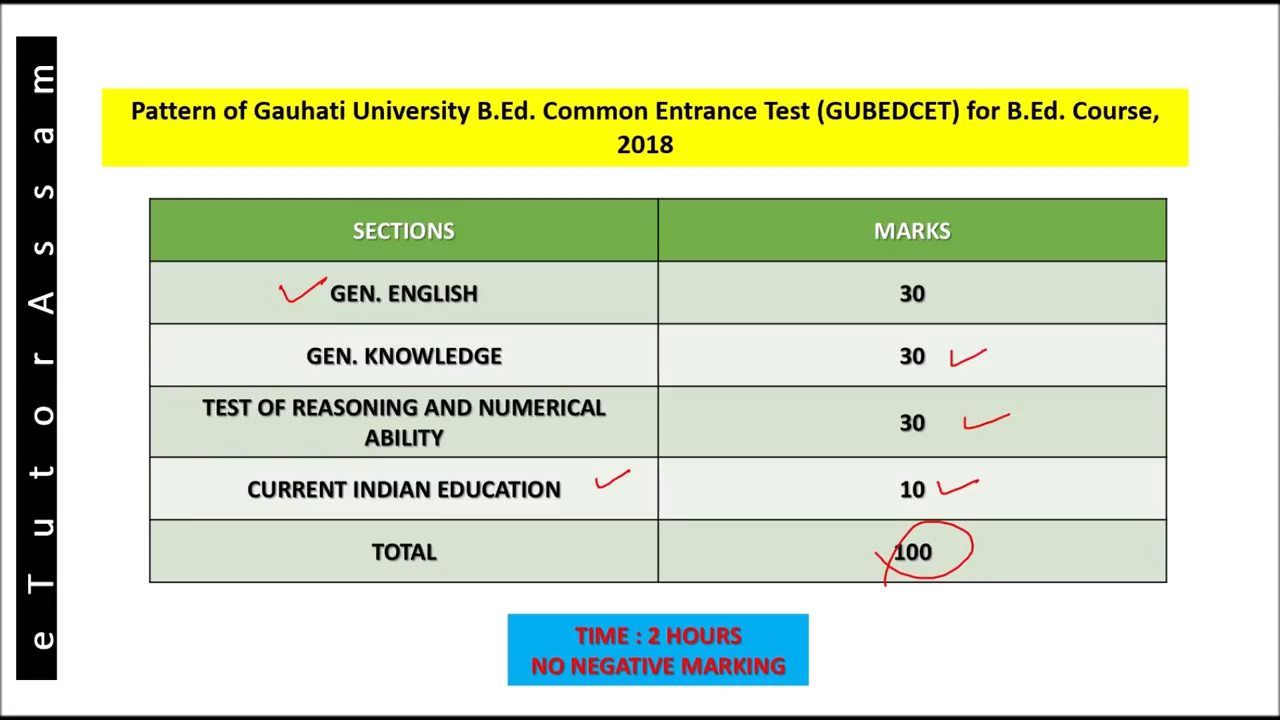 eTutorAssam
Pattern of Gauhati University B.Ed. Common Entrance Test (GUBEDCET) for B.Ed. Course,
2018
SECTIONS MARKS
GEN. ENGLISH 30
GEN. KNOWLEDGE 30
TEST OF REASONING AND NUMERICAL
ABILITY 30
CURRENT INDIAN EDUCATION 10
TOTAL 100
TIME : 2 HOURS
NO NEGATIVE MARKING